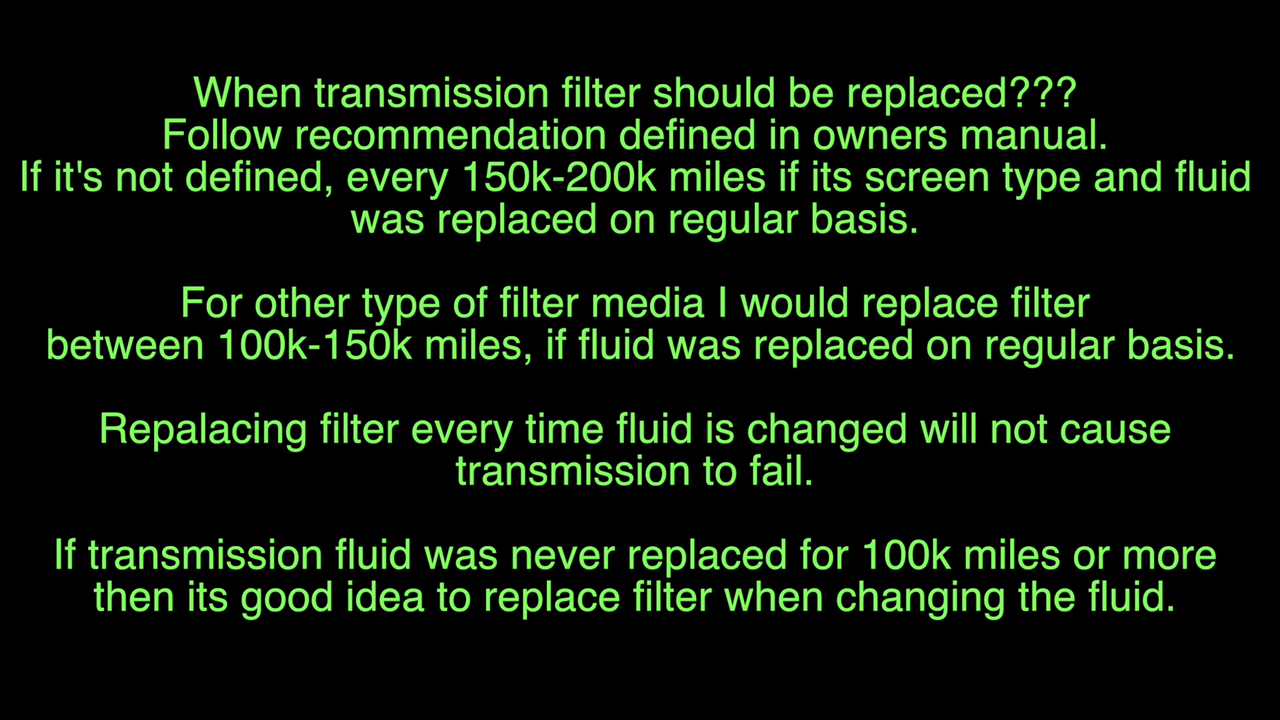 When transmission filter should be replaced???
Follow recommendation defined in owners manual.
If it's not defined, every 150k-200k miles if its screen type and fluid
was replaced on regular basis.
For other type of filter media I would replace filter
between 100k-150k miles, if fluid was replaced on regular basis.
Repalacing filter every time fluid is changed will not cause
transmission to fail.
If transmission fluid was never replaced for 100k miles or more
then its good idea to replace filter when changing the fluid.